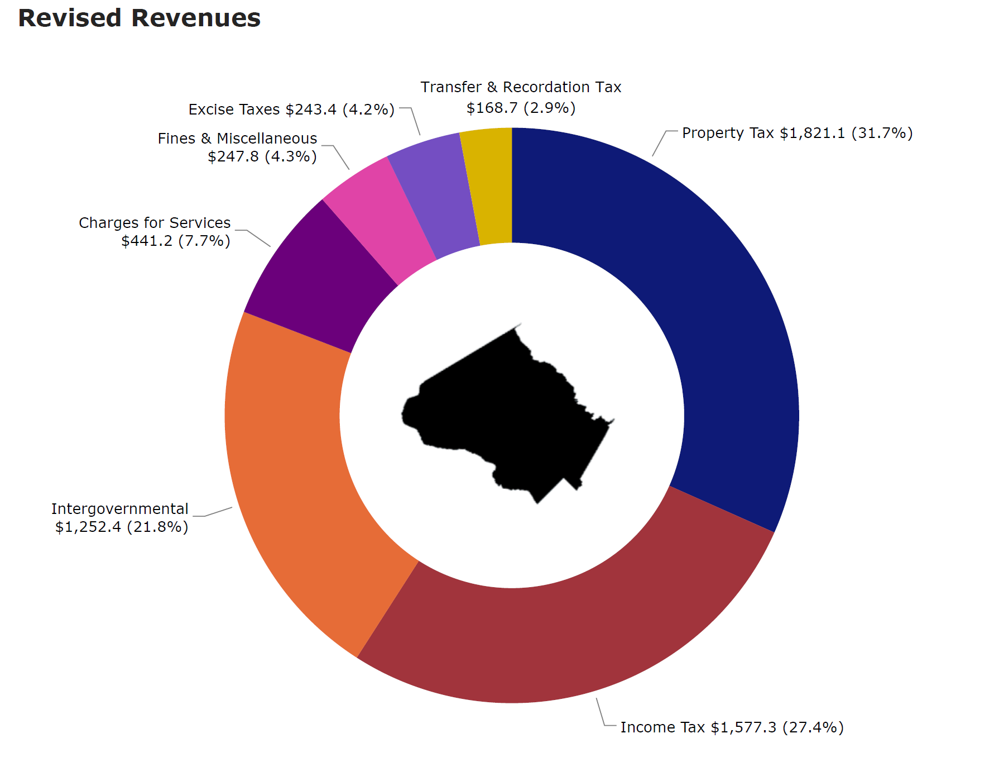 Revised Revenues
Transfer & Recordation Tax
$168.7 (2.9%)
Excise Taxes $243.4 (4.2%)
Property Tax $1,821.1 (31.7%)
Fines & Miscellaneous
$247.8 (4.3%)
Charges for Services
$441.2 (7.7%)
Intergovernmental
$1,252.4 (21.8%)
Income Tax $1,577.3 (27.4%)